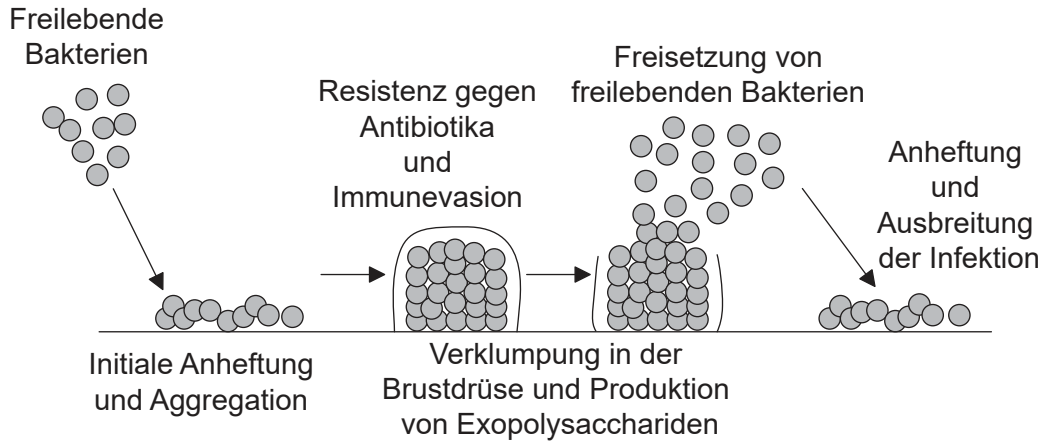 Freilebende
Bakterien
Resistenz gegen
Antibiotika
und
Immunevasion
Freisetzung von
freilebenden Bakterien
Anheftung
und
Ausbreitung
der Infektion
Initiale Anheftung
und Aggregation
Verklumpung in der
Brustdrüse und Produktion
von Exopolysacchariden